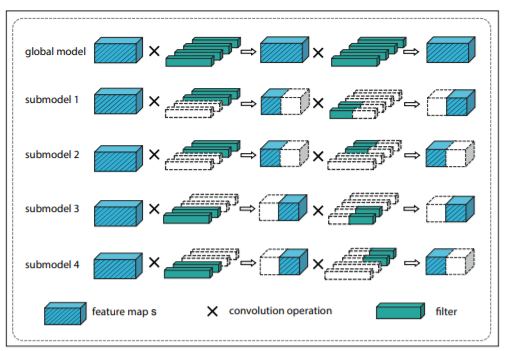 global model
submodel 1
submodel 2
submodel 3
submodel 4
feature map s convolution operation filter